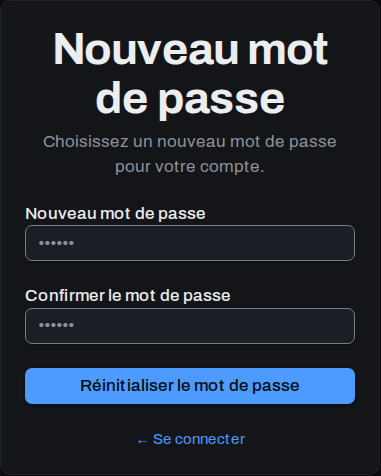 Nouveau mot
de passe
Choisissez un nouveau mot de passe
pour votre compte.
Nouveau mot de passe
••••••
Confirmer le mot de passe
••••••
Réinitialiser le mot de passe
← Se connecter